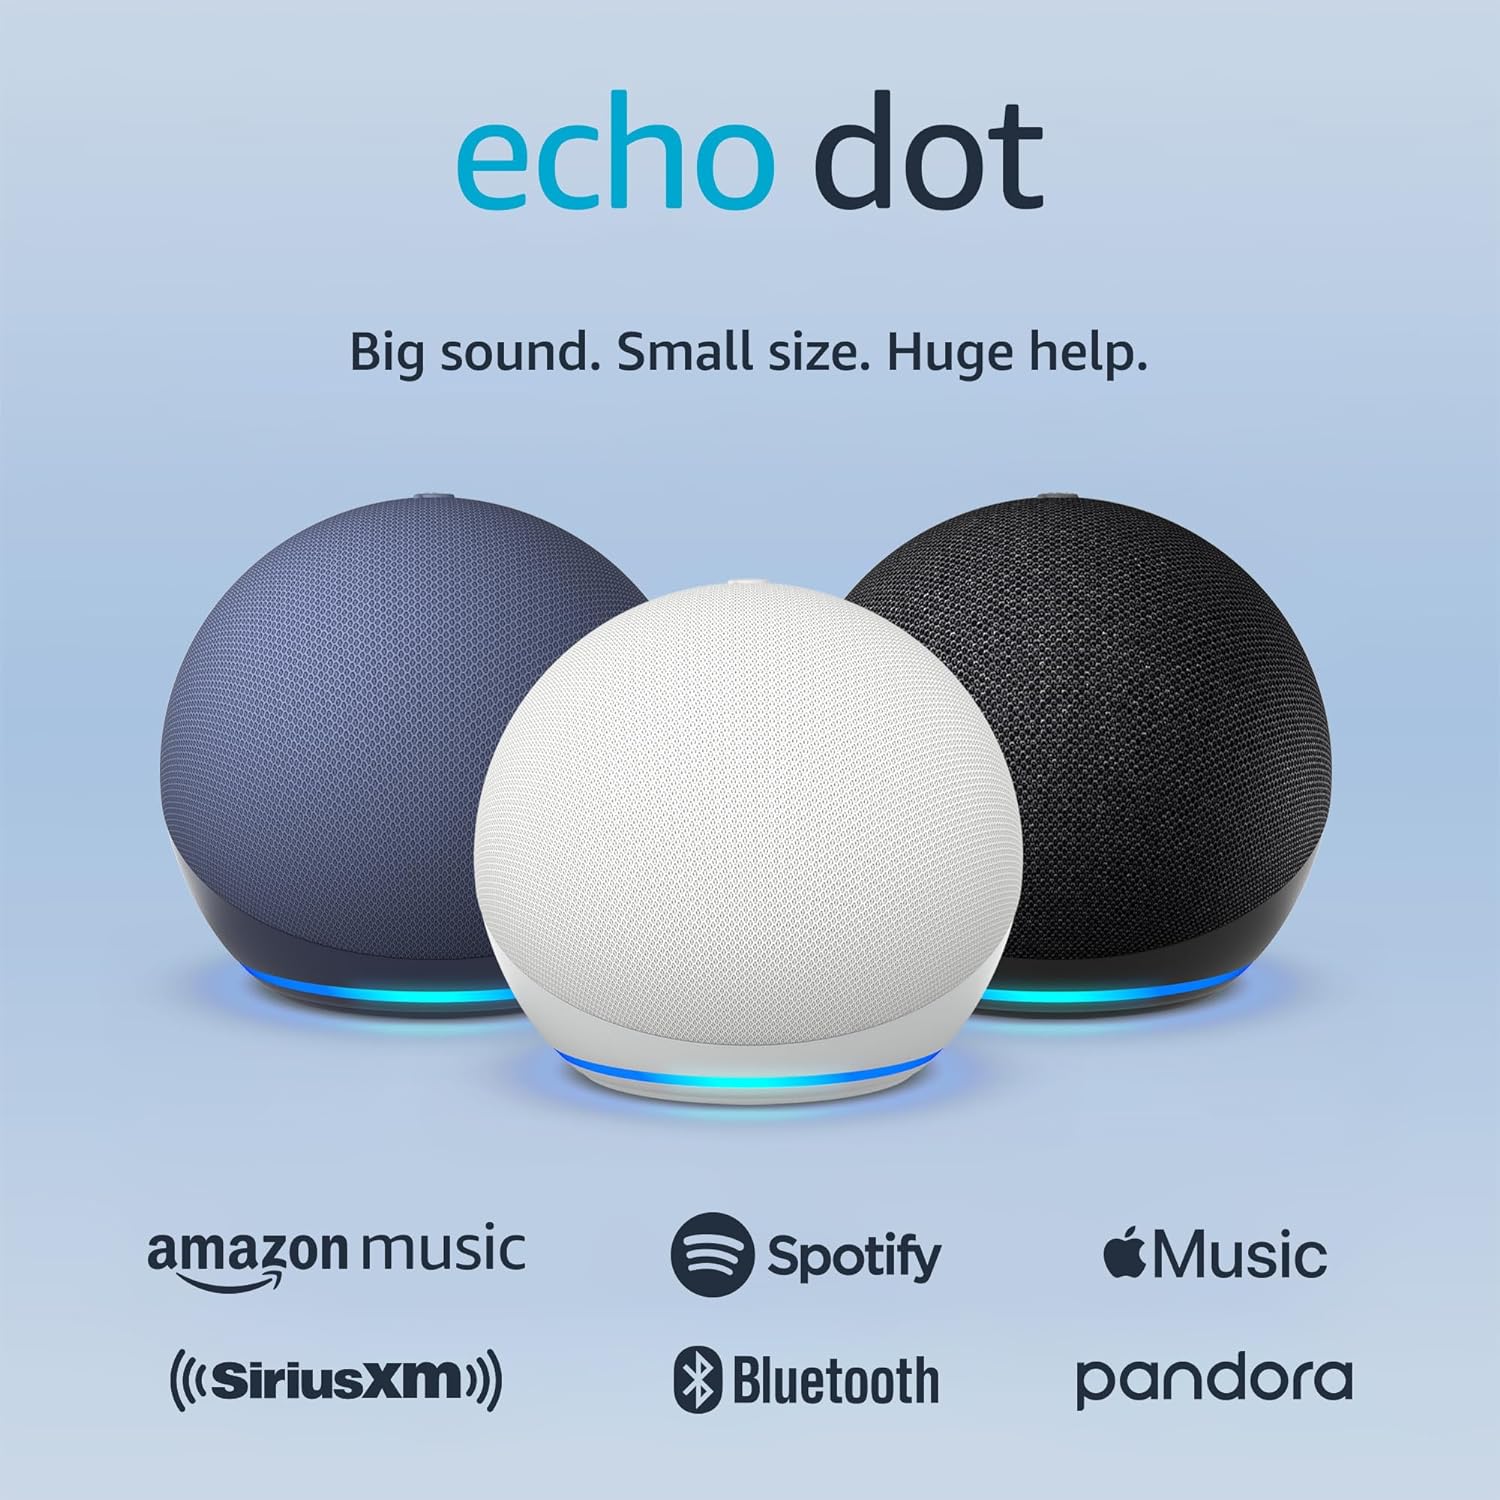 echo dot
Big sound. Small size. Huge help.
amazon music
Spotify
Music
SiriusXM
Bluetooth
pandora